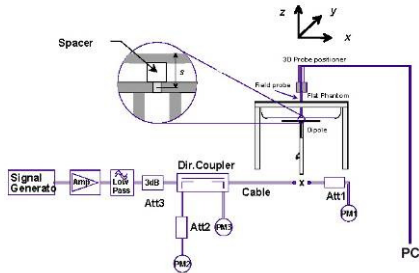 z
y
x
Spacer
s
3D Probe positioner
Field probe
Flat Phantom
Dipole
Signal
Generato
Amp
Low
Pass
3dB
Att3
Dir.Coupler
Cable
x
Att1
PM1
Att2
PM3
PM2
PC